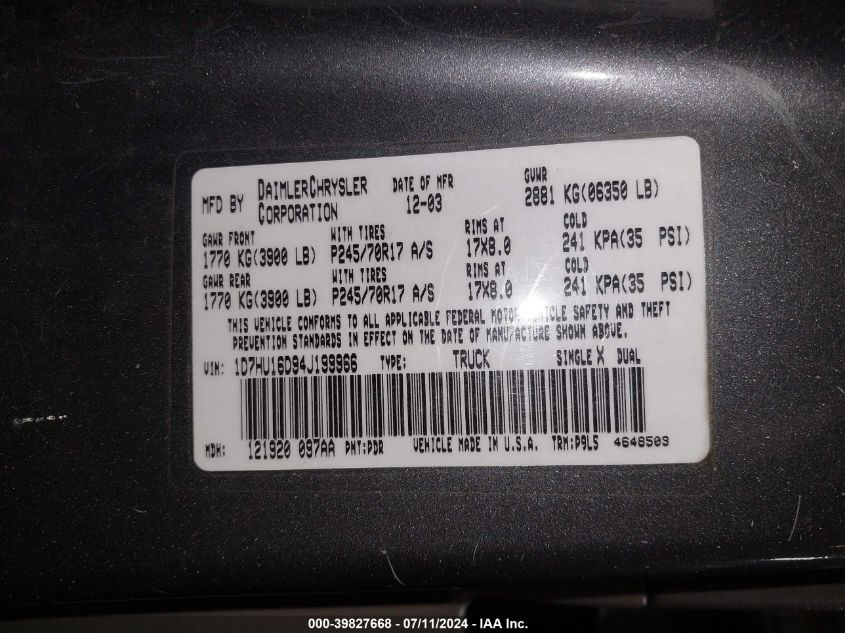 MFD BY DAIMLERCHRYSLER CORPORATION DATE OF MFR 12-03 GVWR 2881 KG(06350 LB)
GAWR FRONT WITH TIRES RIMS AT COLD
1770 KG(3900 LB) P245/70R17 A/S 17X8.0 241 KPA(35 PSI)
GAWR REAR WITH TIRES RIMS AT COLD
1770 KG(3900 LB) P245/70R17 A/S 17X8.0 241 KPA(35 PSI)
THIS VEHICLE CONFORMS TO ALL APPLICABLE FEDERAL MOTOR VEHICLE SAFETY AND THEFT
PREVENTION STANDARDS IN EFFECT ON THE DATE OF MANUFACTURE SHOWN ABOVE.
VIN: 1D7HU16D94J199966 TYPE: TRUCK SINGLE X DUAL
MDH: 121920 097AA PNT:PDR VEHICLE MADE IN U.S.A. TRM:P9L5 4648503
000-39827668 - 07/11/2024 - IAA Inc.